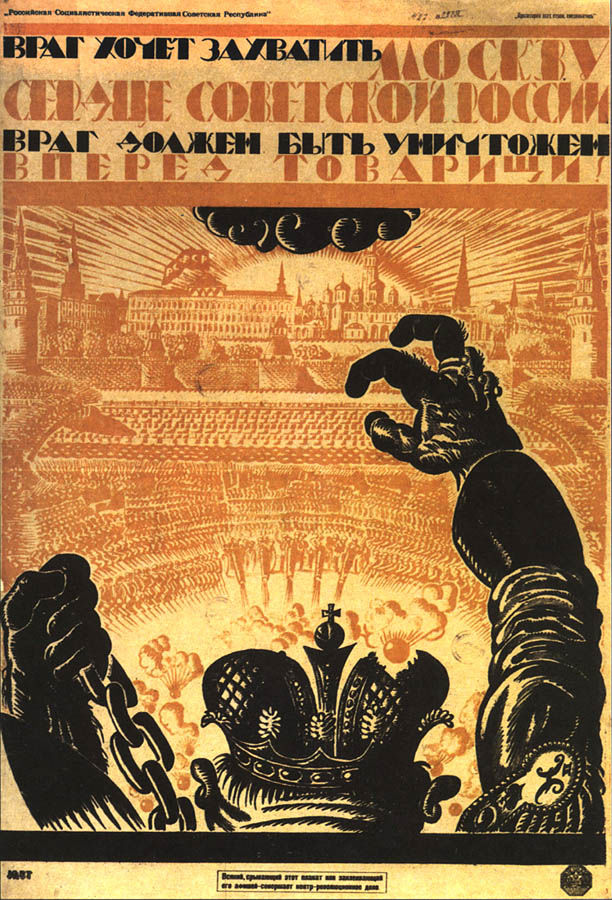 „Российская Социалистическая Федеративная Советская Республика“
„Пролетарии всех стран, соединяйтесь“
ВРАГ ХОЧЕТ ЗАХВАТИТЬ МОСКВУ
СЕРДЦЕ СОВЕТСКОЙ РОССИИ
ВРАГ ДОЛЖЕН БЫТЬ УНИЧТОЖЕН
ВПЕРЕД ТОВАРИЩИ!
Всякий, срывающий этот плакат или заклеивающий
его афишей-совершает контр-революционное дело